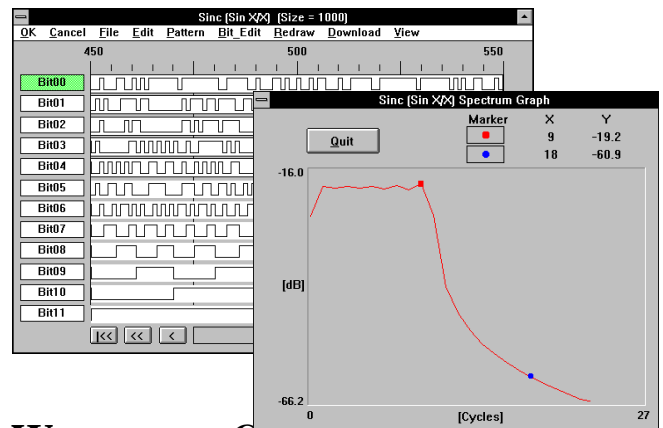 Sinc (Sin X/X) (Size = 1000)
OK Cancel File Edit Pattern Bit_Edit Redraw Download View
450 500 550
Bit00
Bit01
Bit02
Bit03
Bit04
Bit05
Bit06
Bit07
Bit08
Bit09
Bit10
Bit11
|<< << <
Sinc (Sin X/X) Spectrum Graph
Quit
Marker X Y
9 -19.2
18 -60.9
-16.0
[dB]
-66.2
0 [Cycles] 27